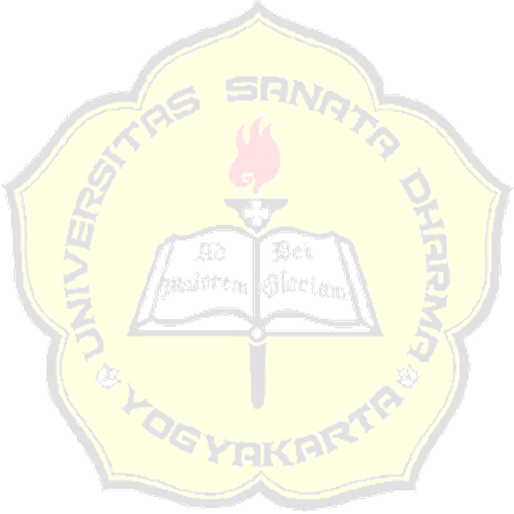 UNIVERSITAS SANATA DHARMA
Ad Dei
Maiorem Gloriam
YOGYAKARTA